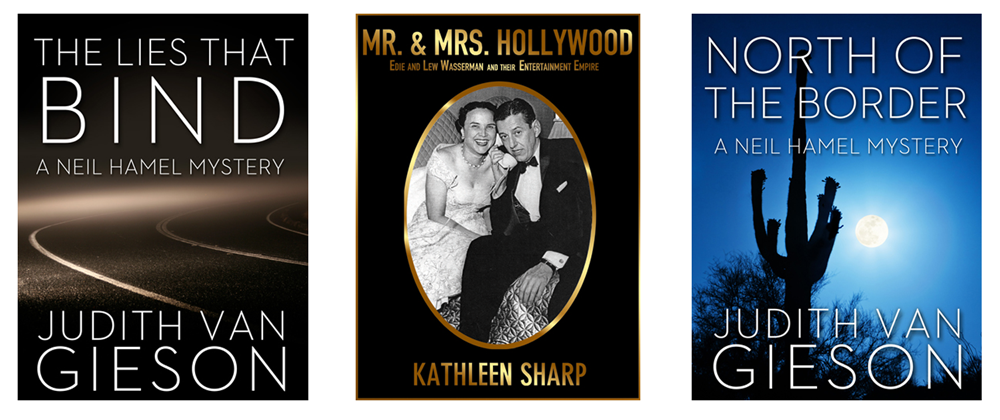 THE LIES THAT
BIND
A NEIL HAMEL MYSTERY
JUDITH VAN
GIESON
MR. & MRS. HOLLYWOOD
EDIE AND LEW WASSERMAN AND THEIR ENTERTAINMENT EMPIRE
KATHLEEN SHARP
NORTH OF
THE BORDER
A NEIL HAMEL MYSTERY
JUDITH VAN
GIESON